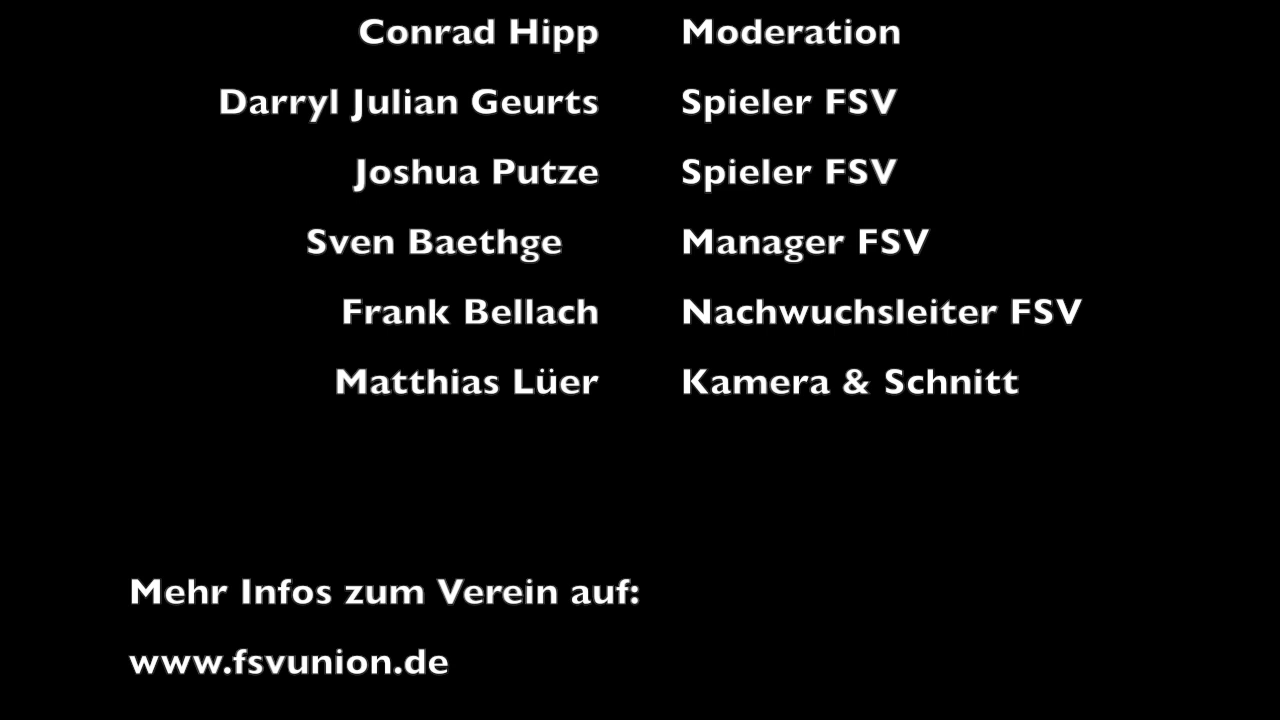 Conrad Hipp Moderation
Darryl Julian Geurts Spieler FSV
Joshua Putze Spieler FSV
Sven Baethge Manager FSV
Frank Bellach Nachwuchsleiter FSV
Matthias Lüer Kamera & Schnitt
Mehr Infos zum Verein auf:
www.fsvunion.de